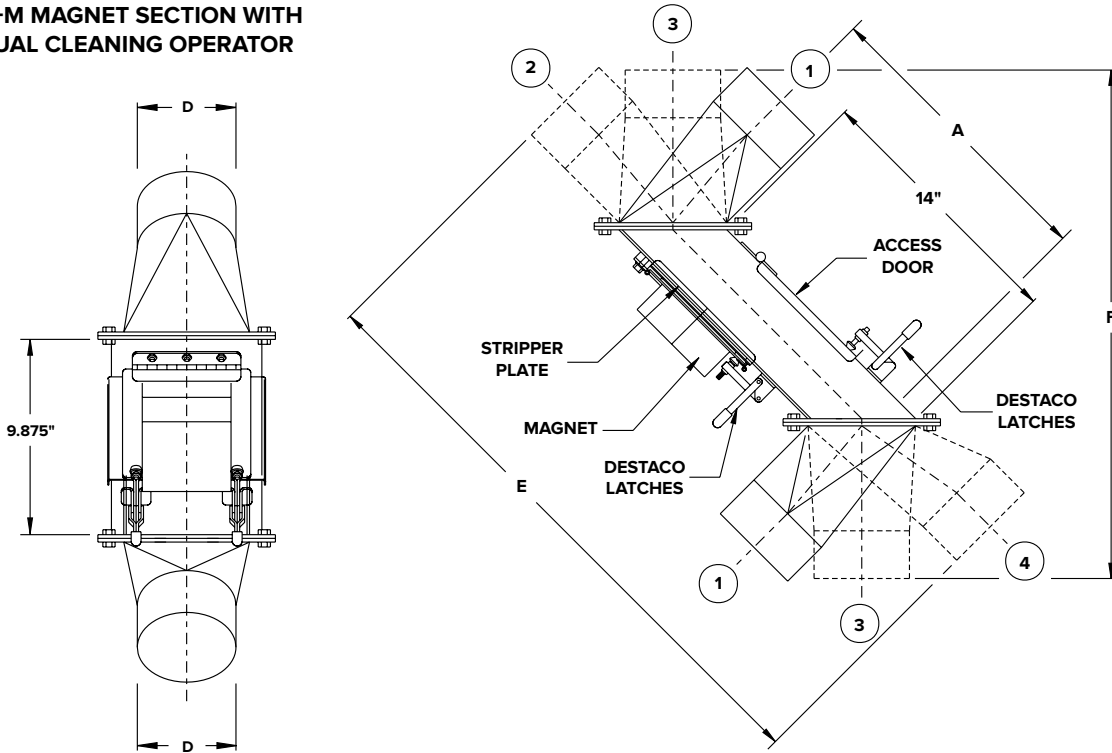 -M MAGNET SECTION WITH
UAL CLEANING OPERATOR
D
9.875"
D
3
2
1
A
14"
ACCESS
DOOR
F
STRIPPER
PLATE
MAGNET
DESTACO
LATCHES
DESTACO
LATCHES
E
4
1
3